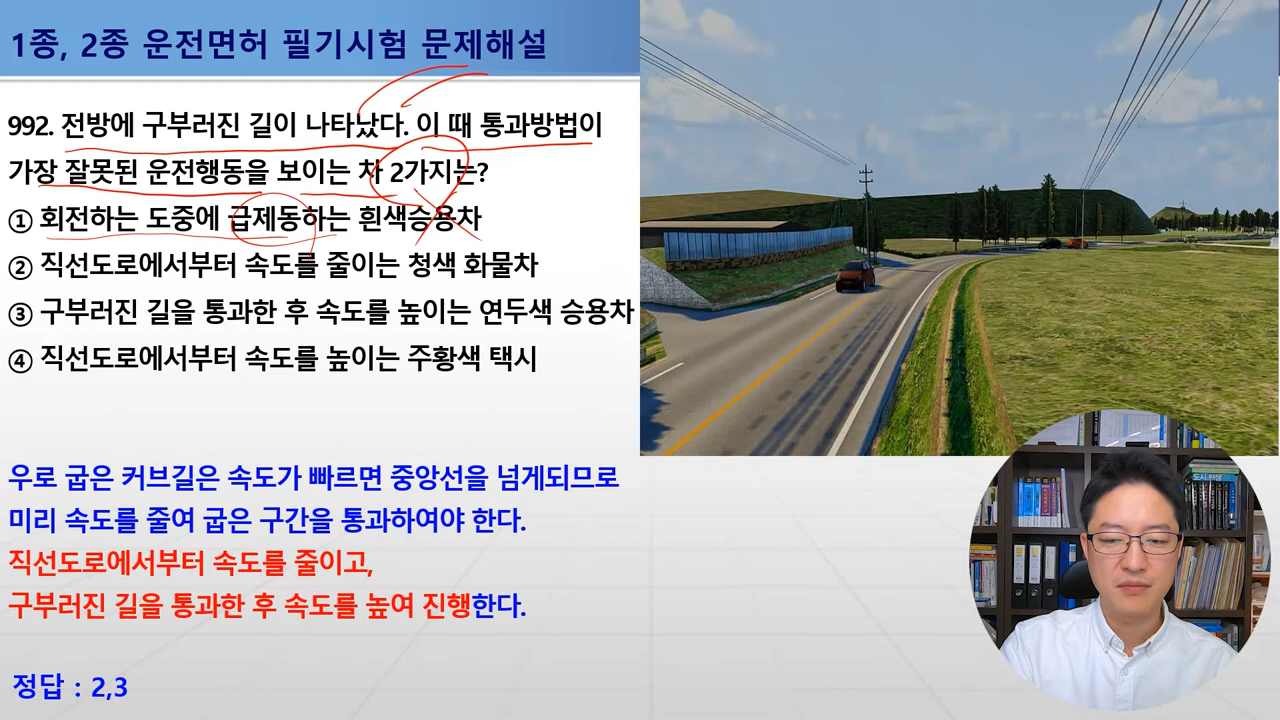 1종, 2종 운전면허 필기시험 문제해설
992. 전방에 구부러진 길이 나타났다. 이 때 통과방법이
가장 잘못된 운전행동을 보이는 차 2가지는?
① 회전하는 도중에 급제동하는 흰색승용차
② 직선도로에서부터 속도를 줄이는 청색 화물차
③ 구부러진 길을 통과한 후 속도를 높이는 연두색 승용차
④ 직선도로에서부터 속도를 높이는 주황색 택시
우로 굽은 커브길은 속도가 빠르면 중앙선을 넘게되므로
미리 속도를 줄여 굽은 구간을 통과하여야 한다.
직선도로에서부터 속도를 줄이고,
구부러진 길을 통과한 후 속도를 높여 진행한다.
정답 : 2,3